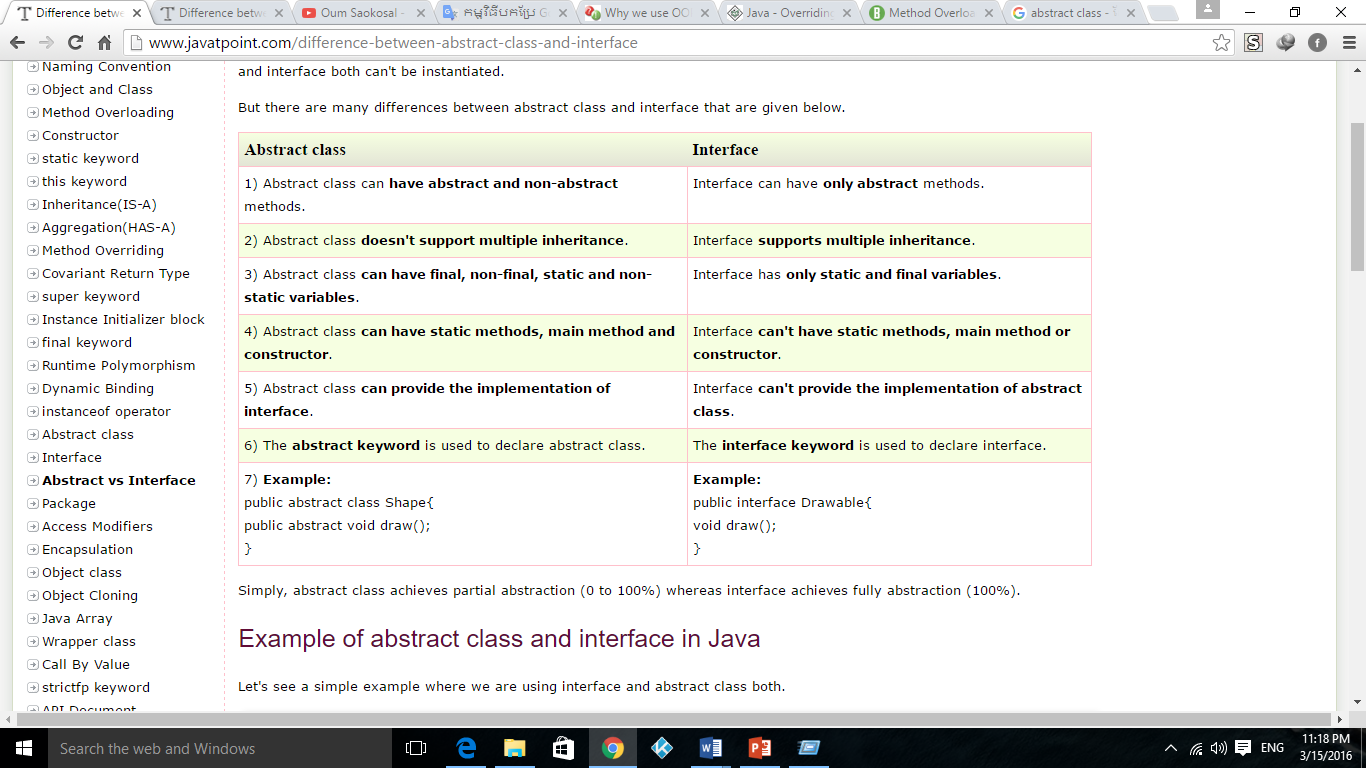 Difference betwe
Difference betwe
Oum Saokosal -
កម្មវិធីបកប្រែ G
Why we use OO
Java - Overridin
Method Overloa
abstract class -
www.javatpoint.com/difference-between-abstract-class-and-interface
Naming Convention
Object and Class
Method Overloading
Constructor
static keyword
this keyword
Inheritance(IS-A)
Aggregation(HAS-A)
Method Overriding
Covariant Return Type
super keyword
Instance Initializer block
final keyword
Runtime Polymorphism
Dynamic Binding
instanceof operator
Abstract class
Interface
Abstract vs Interface
Package
Access Modifiers
Encapsulation
Object class
Object Cloning
Java Array
Wrapper class
Call By Value
strictfp keyword
API Document
and interface both can't be instantiated.
But there are many differences between abstract class and interface that are given below.
Abstract class
Interface
1) Abstract class can have abstract and non-abstract
methods.
Interface can have only abstract methods.
2) Abstract class doesn't support multiple inheritance.
Interface supports multiple inheritance.
3) Abstract class can have final, non-final, static and non-
static variables.
Interface has only static and final variables.
4) Abstract class can have static methods, main method and
constructor.
Interface can't have static methods, main method or
constructor.
5) Abstract class can provide the implementation of
interface.
Interface can't provide the implementation of abstract
class.
6) The abstract keyword is used to declare abstract class.
The interface keyword is used to declare interface.
7) Example:
public abstract class Shape{
public abstract void draw();
}
Example:
public interface Drawable{
void draw();
}
Simply, abstract class achieves partial abstraction (0 to 100%) whereas interface achieves fully abstraction (100%).
Example of abstract class and interface in Java
Let's see a simple example where we are using interface and abstract class both.
Search the web and Windows
ENG
11:18 PM
3/15/2016